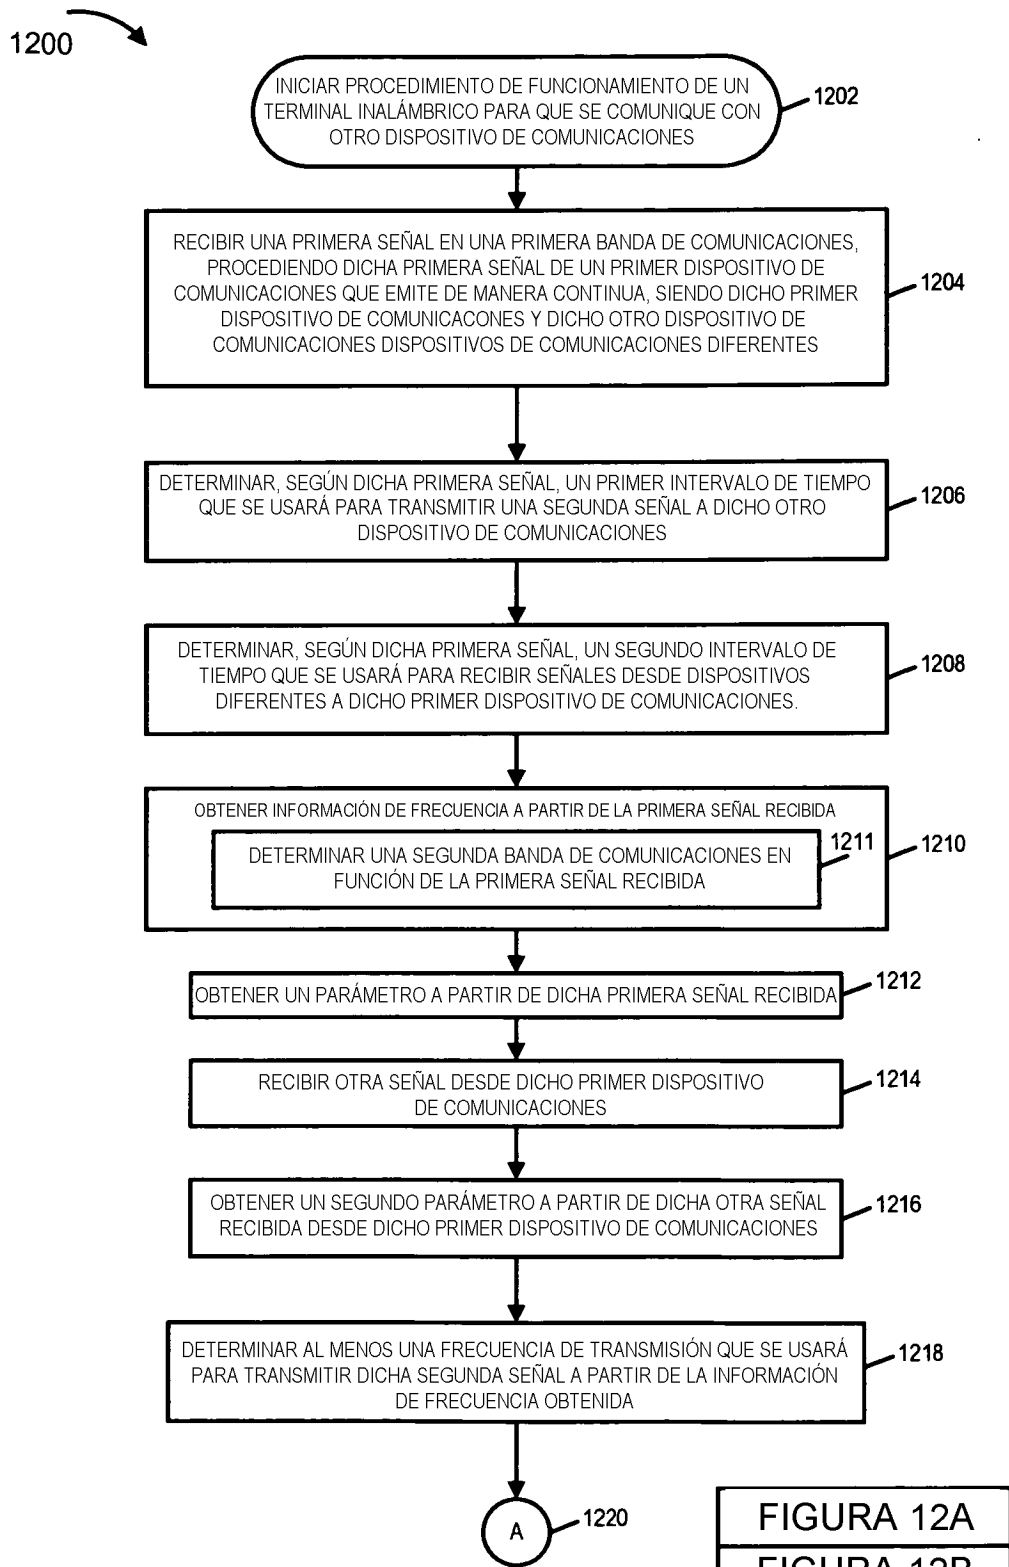 1200
INICIAR PROCEDIMIENTO DE FUNCIONAMIENTO DE UN
TERMINAL INALÁMBRICO PARA QUE SE COMUNIQUE CON
OTRO DISPOSITIVO DE COMUNICACIONES
1202
RECIBIR UNA PRIMERA SEÑAL EN UNA PRIMERA BANDA DE COMUNICACIONES,
PROCEDIENDO DICHA PRIMERA SEÑAL DE UN PRIMER DISPOSITIVO DE
COMUNICACIONES QUE EMITE DE MANERA CONTINUA, SIENDO DICHO PRIMER
DISPOSITIVO DE COMUNICACONES Y DICHO OTRO DISPOSITIVO DE
COMUNICACIONES DISPOSITIVOS DE COMUNICACIONES DIFERENTES
1204
DETERMINAR, SEGÚN DICHA PRIMERA SEÑAL, UN PRIMER INTERVALO DE TIEMPO
QUE SE USARÁ PARA TRANSMITIR UNA SEGUNDA SEÑAL A DICHO OTRO
DISPOSITIVO DE COMUNICACIONES
1206
DETERMINAR, SEGÚN DICHA PRIMERA SEÑAL, UN SEGUNDO INTERVALO DE
TIEMPO QUE SE USARÁ PARA RECIBIR SEÑALES DESDE DISPOSITIVOS
DIFERENTES A DICHO PRIMER DISPOSITIVO DE COMUNICACIONES.
1208
OBTENER INFORMACIÓN DE FRECUENCIA A PARTIR DE LA PRIMERA SEÑAL RECIBIDA
1210
DETERMINAR UNA SEGUNDA BANDA DE COMUNICACIONES EN
FUNCIÓN DE LA PRIMERA SEÑAL RECIBIDA
1211
OBTENER UN PARÁMETRO A PARTIR DE DICHA PRIMERA SEÑAL RECIBIDA
1212
RECIBIR OTRA SEÑAL DESDE DICHO PRIMER DISPOSITIVO
DE COMUNICACIONES
1214
OBTENER UN SEGUNDO PARÁMETRO A PARTIR DE DICHA OTRA SEÑAL
RECIBIDA DESDE DICHO PRIMER DISPOSITIVO DE COMUNICACIONES
1216
DETERMINAR AL MENOS UNA FRECUENCIA DE TRANSMISIÓN QUE SE USARÁ
PARA TRANSMITIR DICHA SEGUNDA SEÑAL A PARTIR DE LA INFORMACIÓN
DE FRECUENCIA OBTENIDA
1218
A
1220
FIGURA 12A
FIGURA 12B